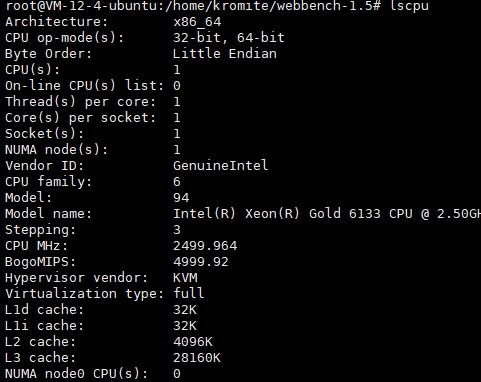 root@VM-12-4-ubuntu:/home/kromite/webbench-1.5# lscpu
Architecture: x86_64
CPU op-mode(s): 32-bit, 64-bit
Byte Order: Little Endian
CPU(s): 1
On-line CPU(s) list: 0
Thread(s) per core: 1
Core(s) per socket: 1
Socket(s): 1
NUMA node(s): 1
Vendor ID: GenuineIntel
CPU family: 6
Model: 94
Model name: Intel(R) Xeon(R) Gold 6133 CPU @ 2.50GH
Stepping: 3
CPU MHz: 2499.964
BogoMIPS: 4999.92
Hypervisor vendor: KVM
Virtualization type: full
L1d cache: 32K
L1i cache: 32K
L2 cache: 4096K
L3 cache: 28160K
NUMA node0 CPU(s): 0